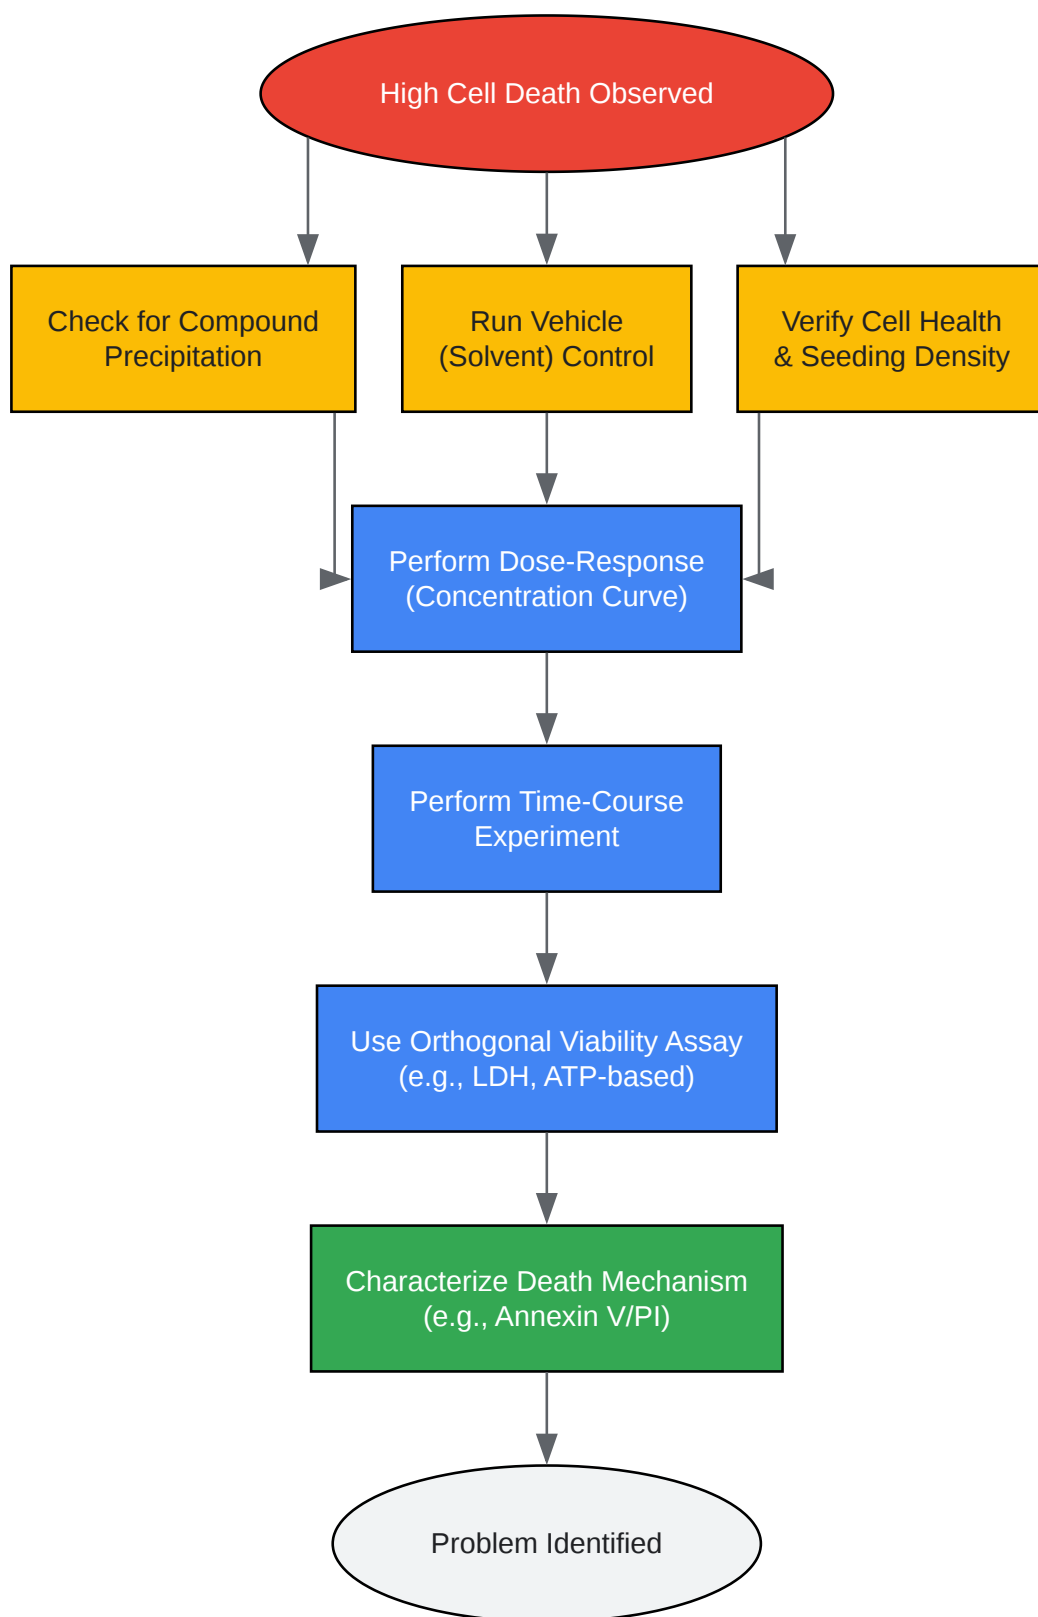 High Cell Death Observed
Check for Compound
Precipitation
Run Vehicle
(Solvent) Control
Verify Cell Health
& Seeding Density
Perform Dose-Response
(Concentration Curve)
Perform Time-Course
Experiment
Use Orthogonal Viability Assay
(e.g., LDH, ATP-based)
Characterize Death Mechanism
(e.g., Annexin V/PI)
Problem Identified